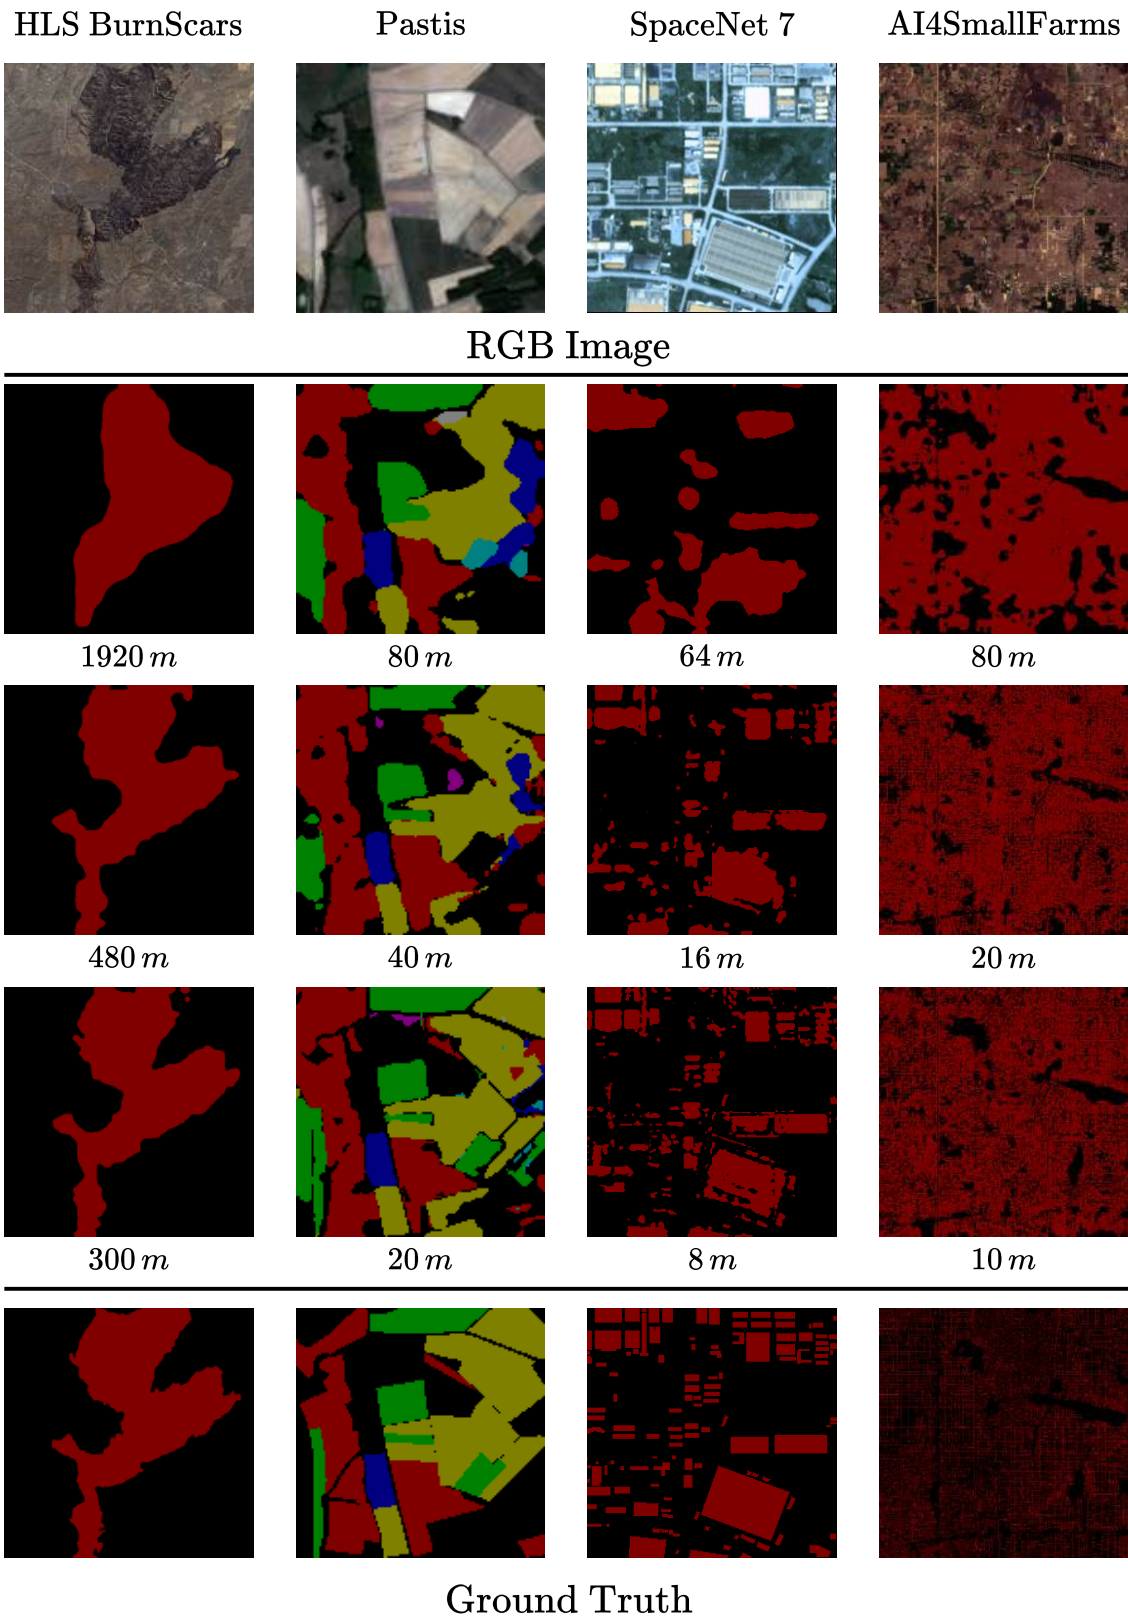 HLS BurnScars Pastis SpaceNet 7 AI4SmallFarms
RGB Image
1920 m 80 m 64 m 80 m
480 m 40 m 16 m 20 m
300 m 20 m 8 m 10 m
Ground Truth